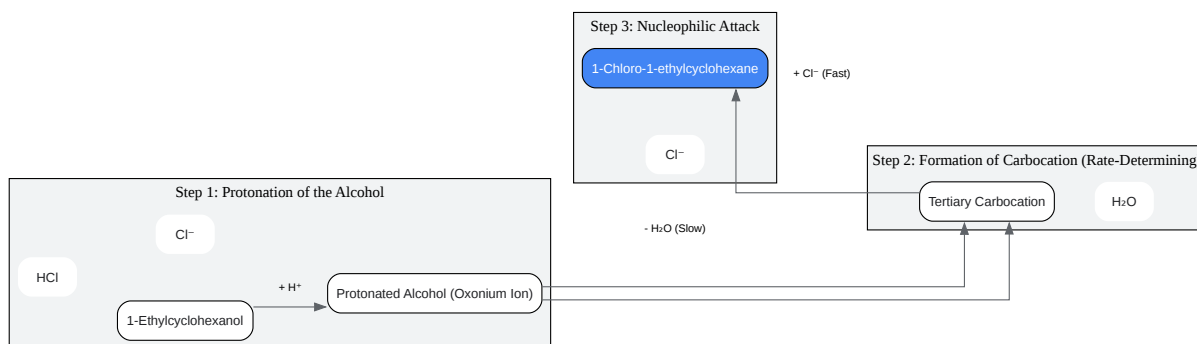 Step 3: Nucleophilic Attack
1-Chloro-1-ethylcyclohexane
+ Cl⁻ (Fast)
Cl⁻
Step 2: Formation of Carbocation (Rate-Determining
Tertiary Carbocation
H₂O
Step 1: Protonation of the Alcohol
Cl⁻
- H₂O (Slow)
HCl
+ H⁺
Protonated Alcohol (Oxonium Ion)
1-Ethylcyclohexanol